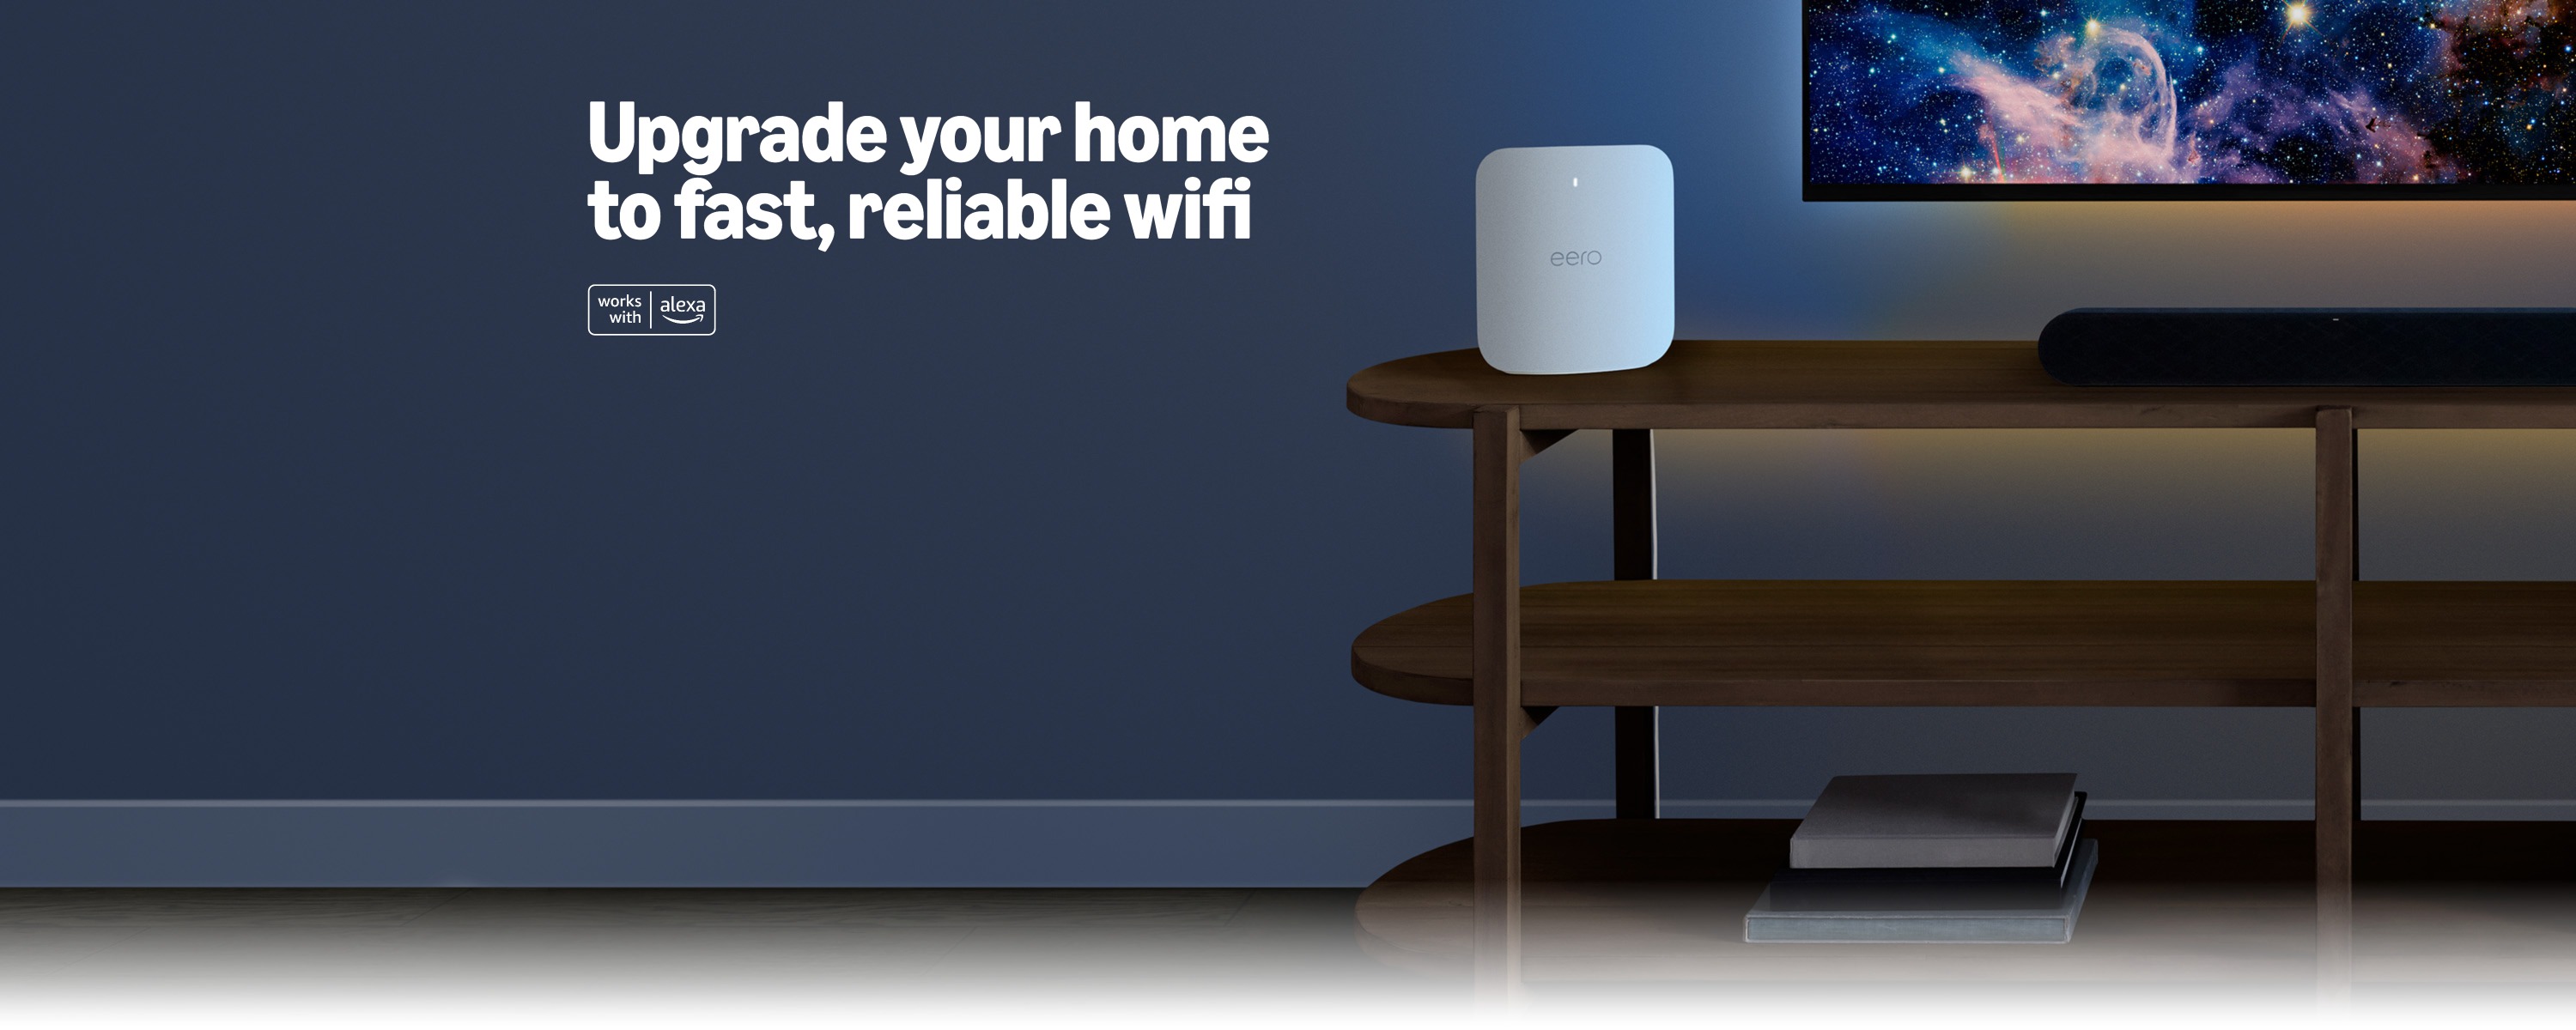 Upgrade your home
to fast, reliable wifi
works
with
alexa
eero